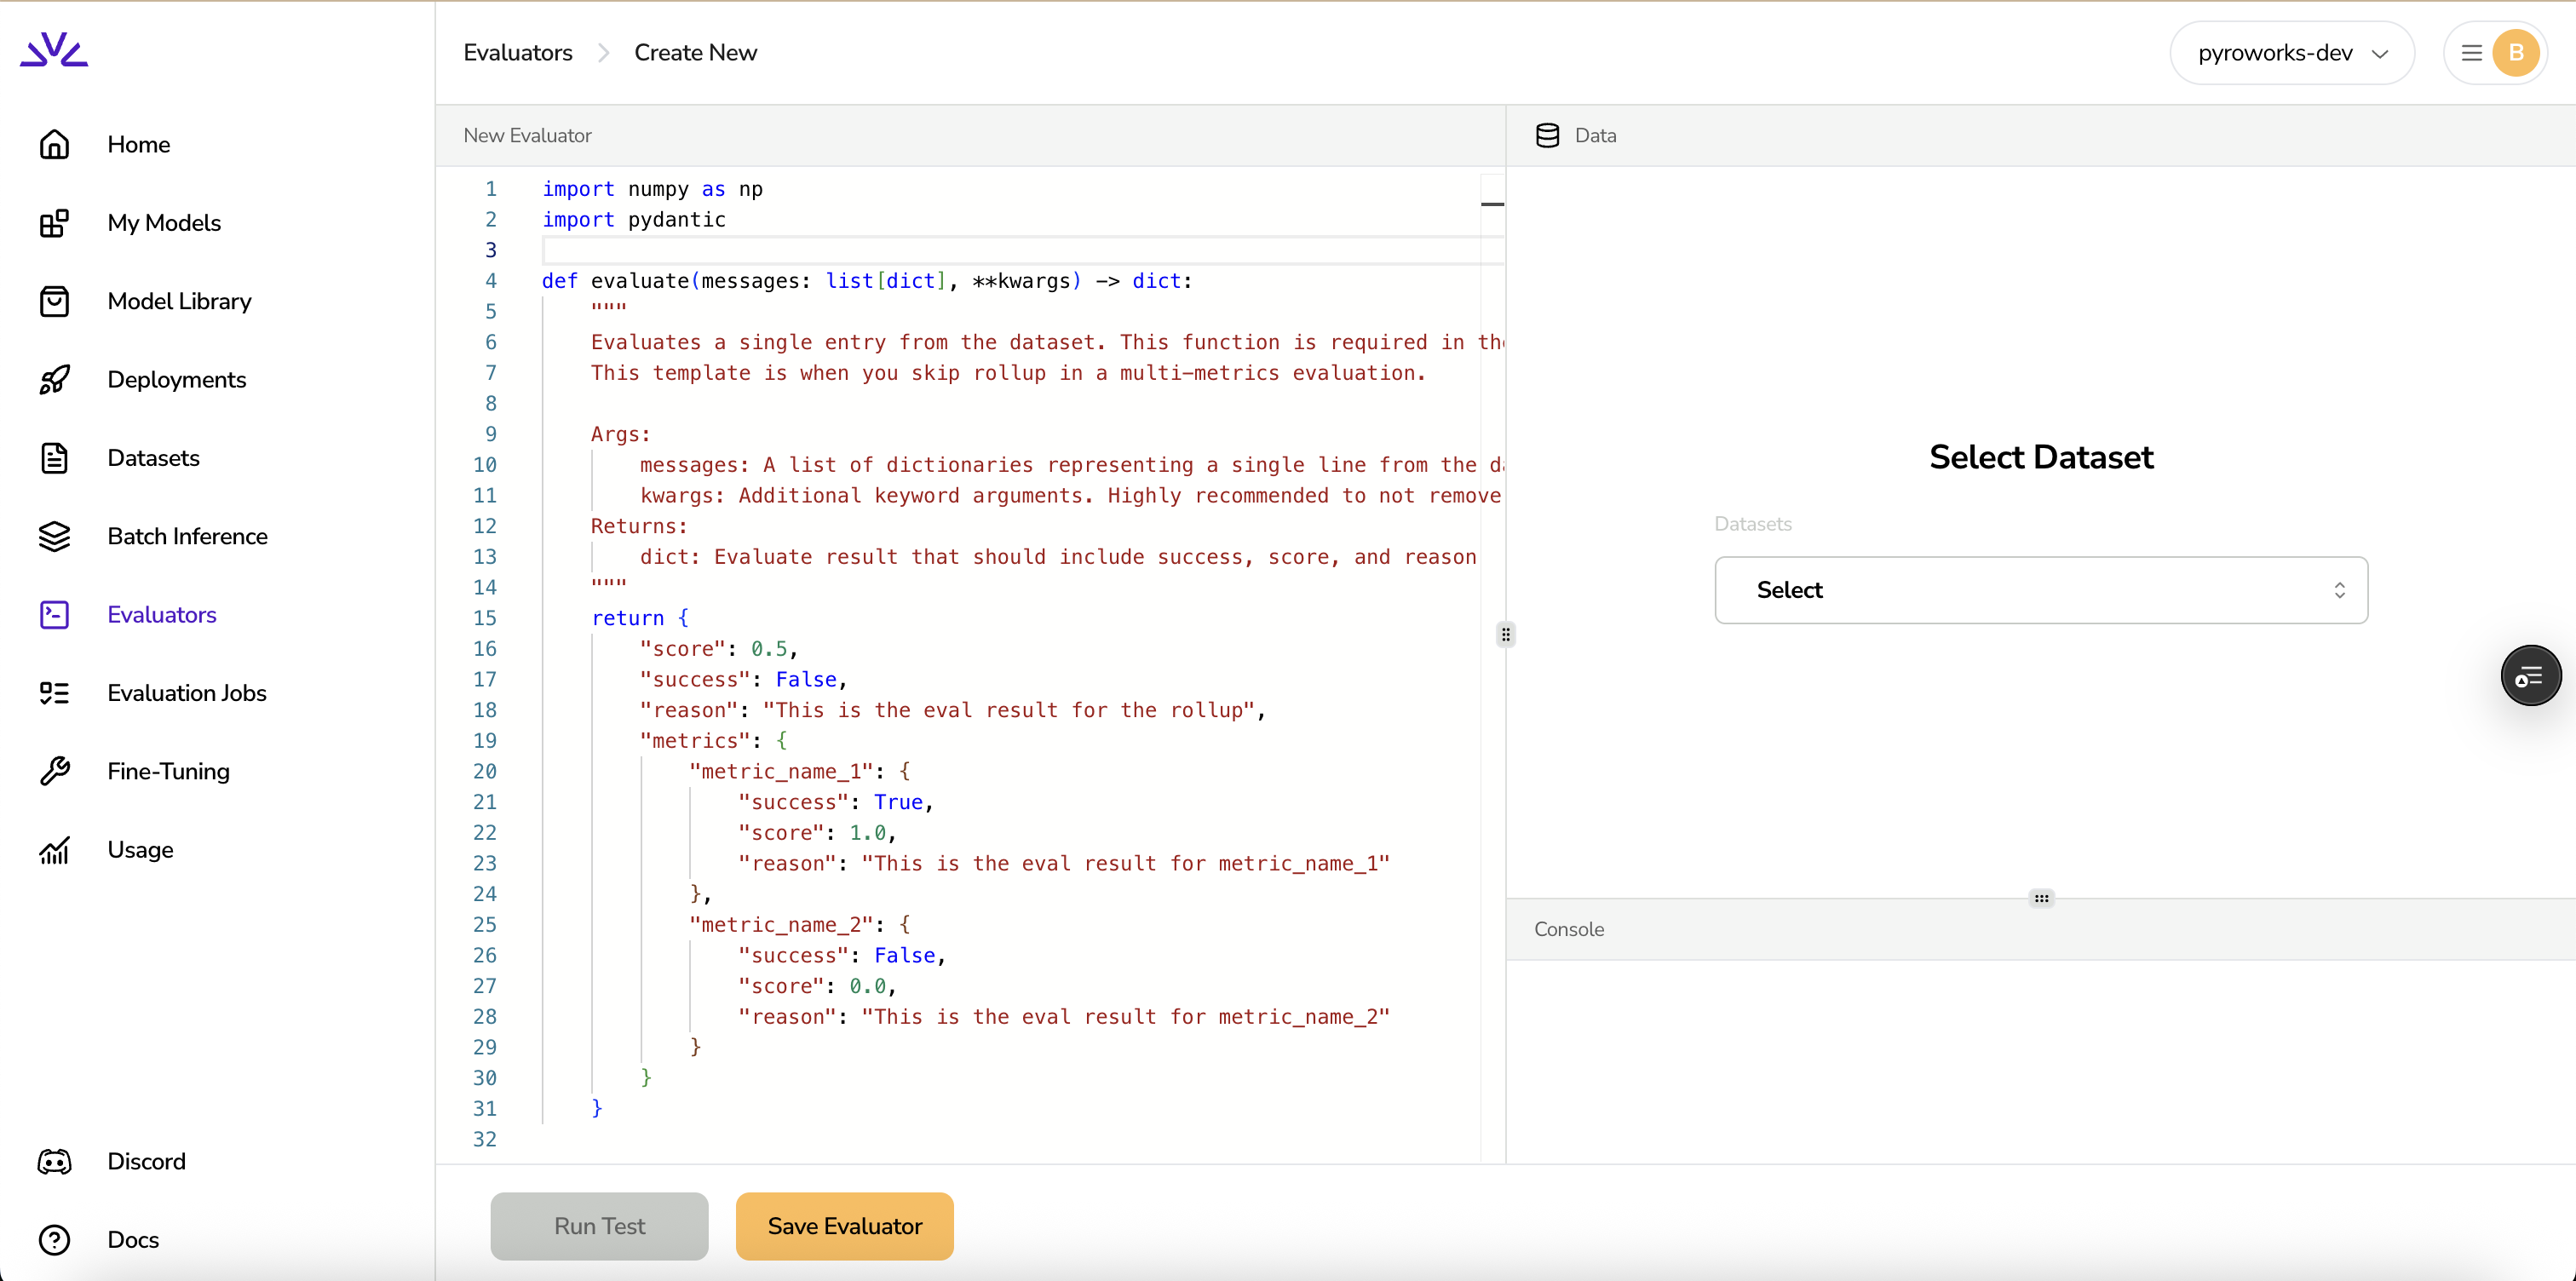 Home
My Models
Model Library
Deployments
Datasets
Batch Inference
Evaluators
Evaluation Jobs
Fine-Tuning
Usage
Discord
Docs
Evaluators > Create New
pyroworks-dev
B
New Evaluator
1 import numpy as np
2 import pydantic
3
4 def evaluate(messages: list[dict], **kwargs) -> dict:
5 """
6 Evaluates a single entry from the dataset. This function is required in the
7 This template is when you skip rollup in a multi-metrics evaluation.
8
9 Args:
10 messages: A list of dictionaries representing a single line from the
11 kwargs: Additional keyword arguments. Highly recommended to not remove
12 Returns:
13 dict: Evaluate result that should include success, score, and reason
14 """
15 return {
16 "score": 0.5,
17 "success": False,
18 "reason": "This is the eval result for the rollup",
19 "metrics": {
20 "metric_name_1": {
21 "success": True,
22 "score": 1.0,
23 "reason": "This is the eval result for metric_name_1"
24 },
25 "metric_name_2": {
26 "success": False,
27 "score": 0.0,
28 "reason": "This is the eval result for metric_name_2"
29 }
30 }
31 }
32
Run Test
Save Evaluator
Data
Select Dataset
Datasets
Select
Console